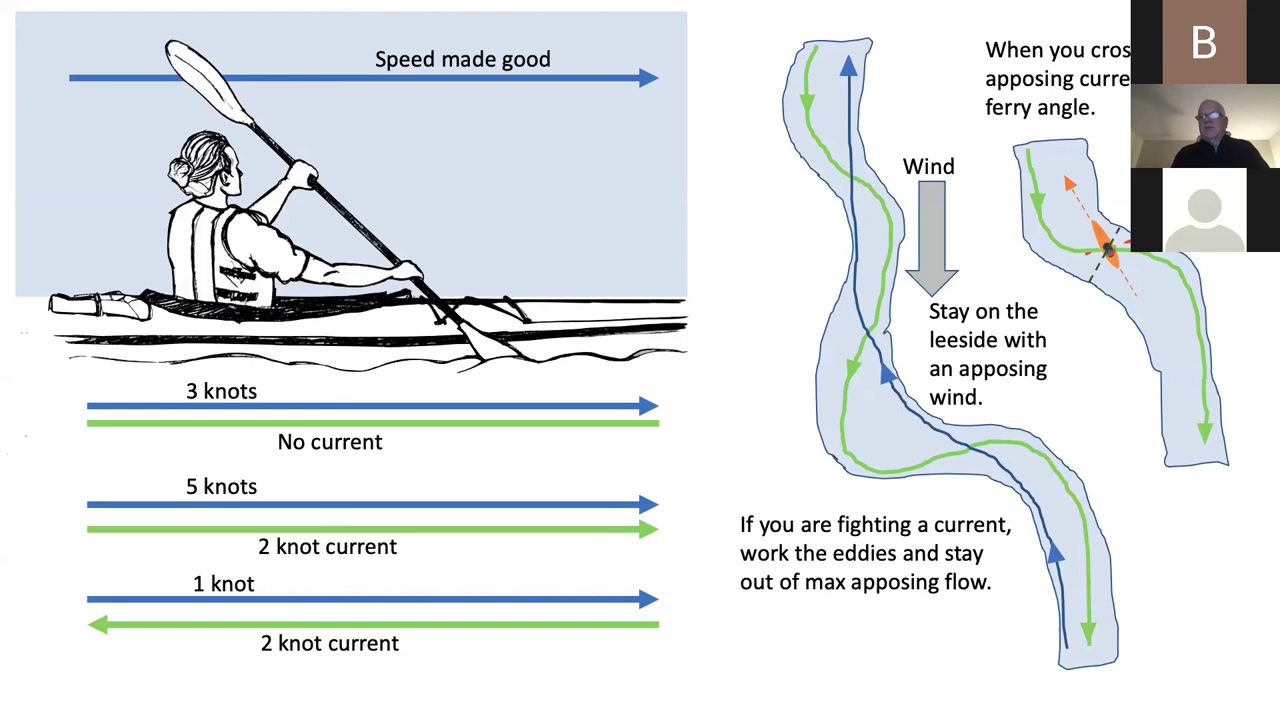 Speed made good
3 knots
No current
5 knots
2 knot current
1 knot
2 knot current
Wind
Stay on the
leeside with
an apposing
wind.
If you are fighting a current,
work the eddies and stay
out of max apposing flow.
When you
apposing
ferry angle.
B